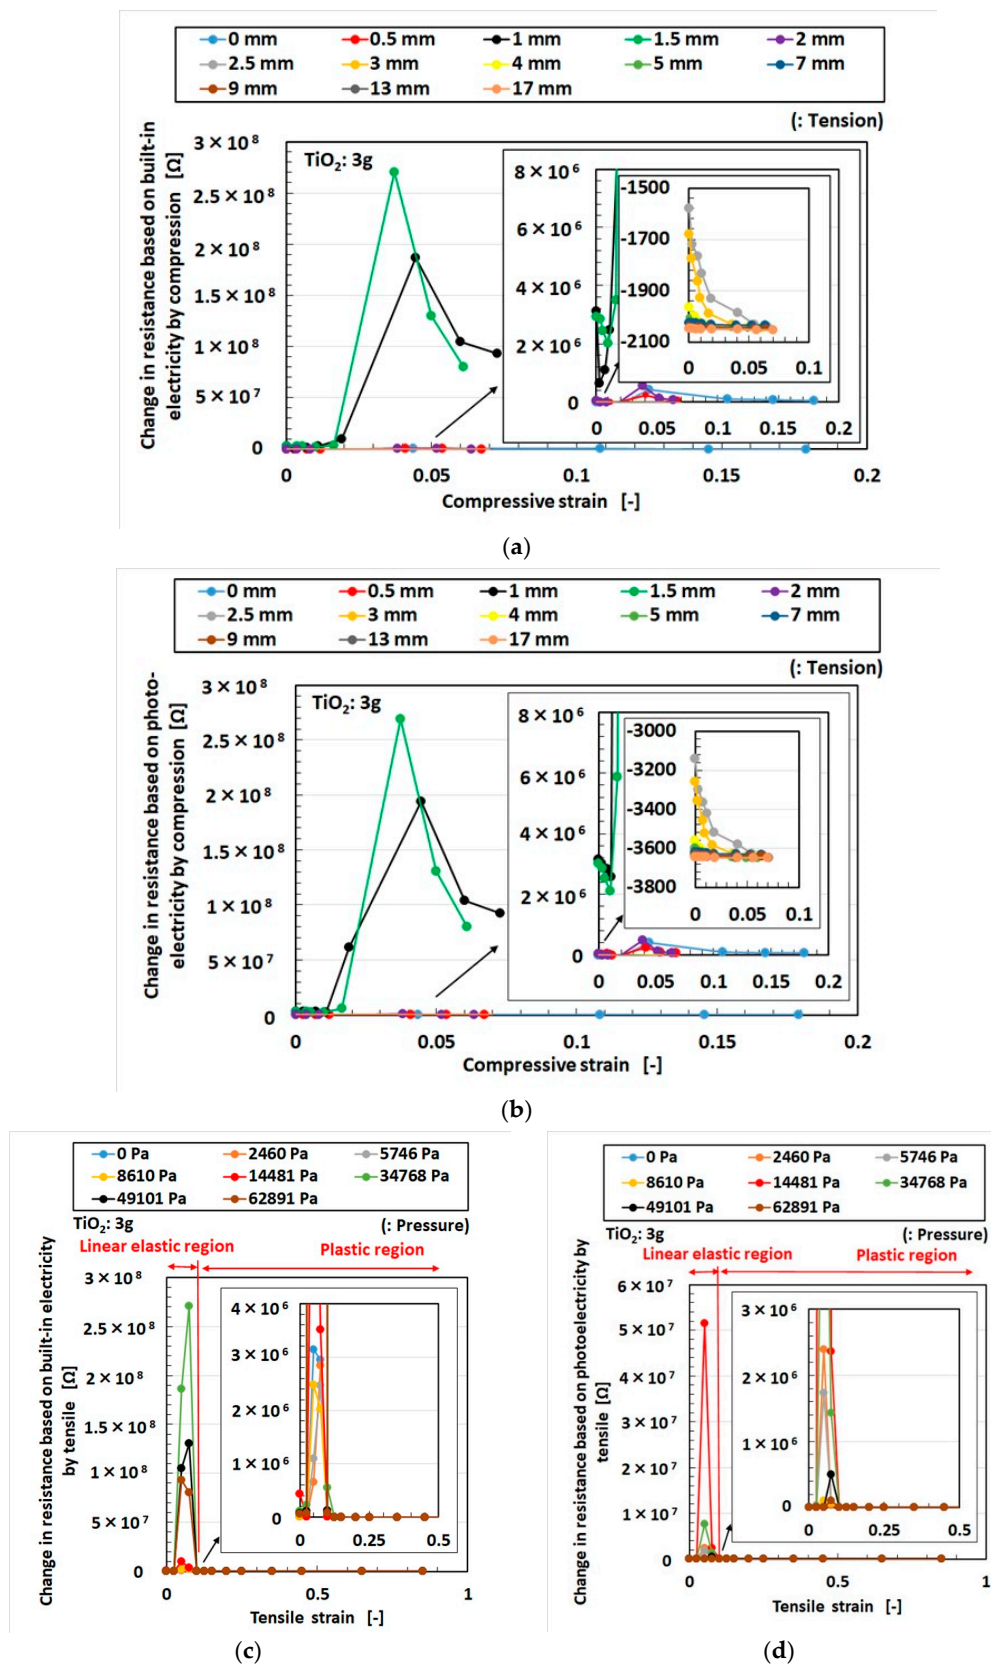 0 mm 0.5 mm 1 mm 1.5 mm 2 mm
2.5 mm 3 mm 4 mm 5 mm 7 mm
9 mm 13 mm 17 mm
(: Tension)
Change in resistance based on built-in
electricity by compression [Ω]
3 × 10⁸
2.5 × 10⁸
2 × 10⁸
1.5 × 10⁸
1 × 10⁸
5 × 10⁷
0
TiO₂: 3g
8 × 10⁶
6 × 10⁶
4 × 10⁶
2 × 10⁶
0
-1500
-1700
-1900
-2100
0 0.05 0.1
0 0.05 0.1 0.15 0.2
0 0.05 0.1 0.15 0.2
Compressive strain [-]
(a)
0 mm 0.5 mm 1 mm 1.5 mm 2 mm
2.5 mm 3 mm 4 mm 5 mm 7 mm
9 mm 13 mm 17 mm
(: Tension)
Change in resistance based on photo-
electricity by compression [Ω]
3 × 10⁸
2.5 × 10⁸
2 × 10⁸
1.5 × 10⁸
1 × 10⁸
5 × 10⁷
0
TiO₂: 3g
8 × 10⁶
6 × 10⁶
4 × 10⁶
2 × 10⁶
0
-3000
-3200
-3400
-3600
-3800
0 0.05 0.1
0 0.05 0.1 0.15 0.2
0 0.05 0.1 0.15 0.2
Compressive strain [-]
(b)
0 Pa 2460 Pa 5746 Pa
8610 Pa 14481 Pa 34768 Pa
49101 Pa 62891 Pa
TiO₂: 3g (: Pressure)
Linear elastic region Plastic region
Change in resistance based on built-in electricity
by tensile [Ω]
3 × 10⁸
2.5 × 10⁸
2 × 10⁸
1.5 × 10⁸
1 × 10⁸
5 × 10⁷
0
4 × 10⁶
3 × 10⁶
2 × 10⁶
1 × 10⁶
0
0 0.25 0.5
0 0.5 1
Tensile strain [-]
(c)
0 Pa 2460 Pa 5746 Pa
8610 Pa 14481 Pa 34768 Pa
49101 Pa 62891 Pa
TiO₂: 3g (: Pressure)
Linear elastic region Plastic region
Change in resistance based on photoelectricity by
tensile [Ω]
6 × 10⁷
5 × 10⁷
4 × 10⁷
3 × 10⁷
2 × 10⁷
1 × 10⁷
0
3 × 10⁶
2 × 10⁶
1 × 10⁶
0
0 0.25 0.5
0 0.5 1
Tensile strain [-]
(d)